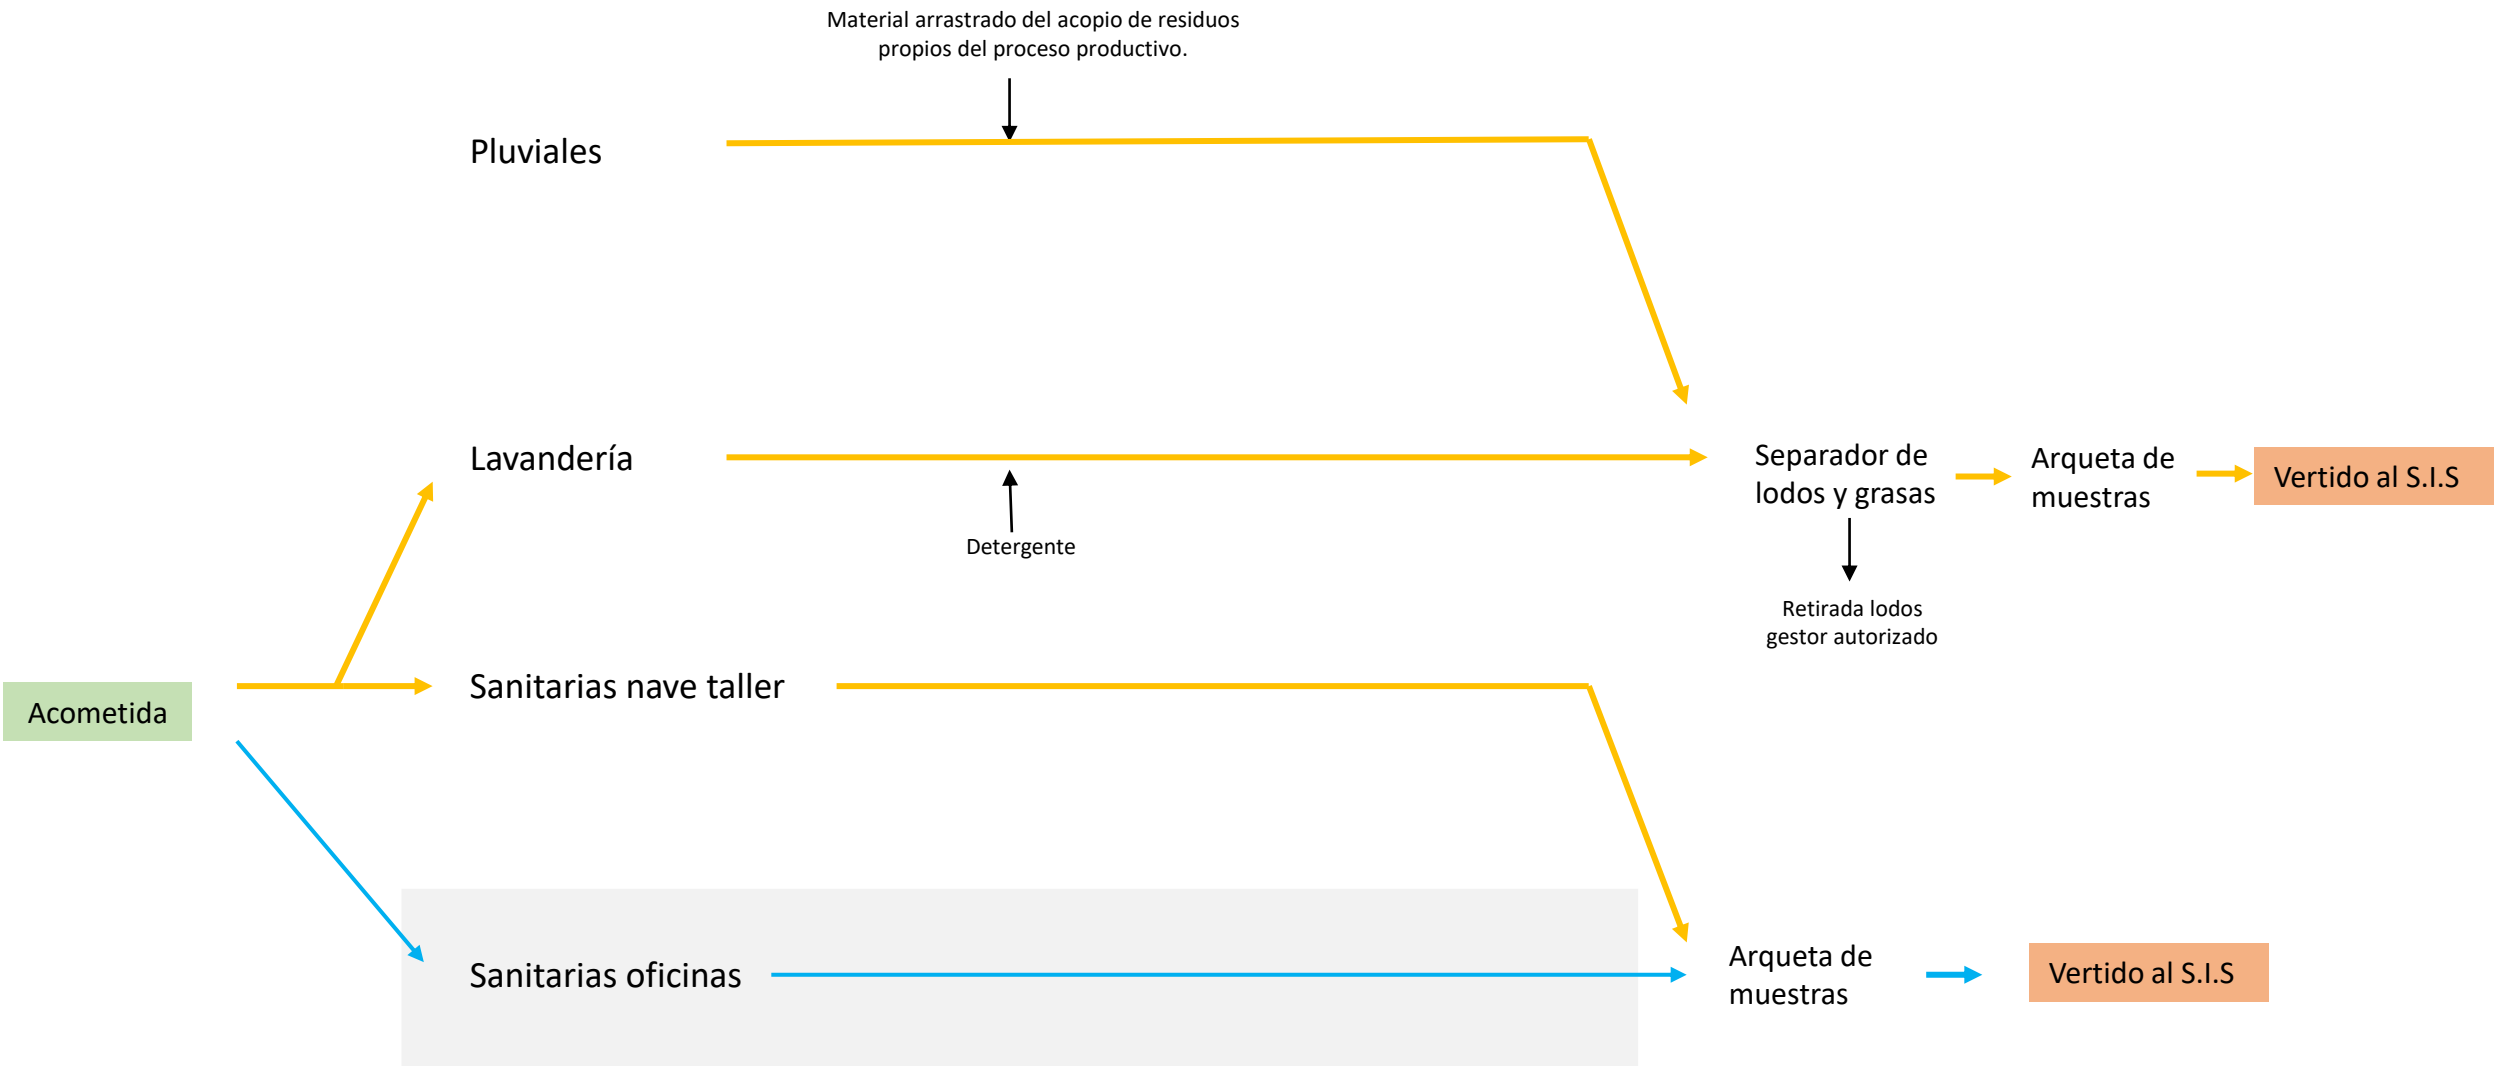 Material arrastrado del acopio de residuos
propios del proceso productivo.
Pluviales
Lavandería
Detergente
Separador de
lodos y grasas
Arqueta de
muestras
Vertido al S.I.S
Retirada lodos
gestor autorizado
Acometida
Sanitarias nave taller
Sanitarias oficinas
Arqueta de
muestras
Vertido al S.I.S